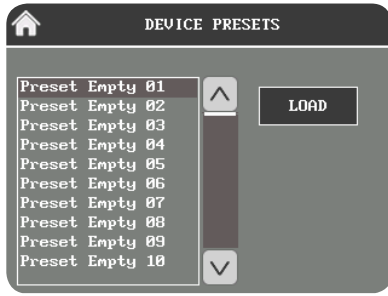 DEVICE PRESETS
Preset Empty 01
Preset Empty 02
Preset Empty 03
Preset Empty 04
Preset Empty 05
Preset Empty 06
Preset Empty 07
Preset Empty 08
Preset Empty 09
Preset Empty 10
LOAD